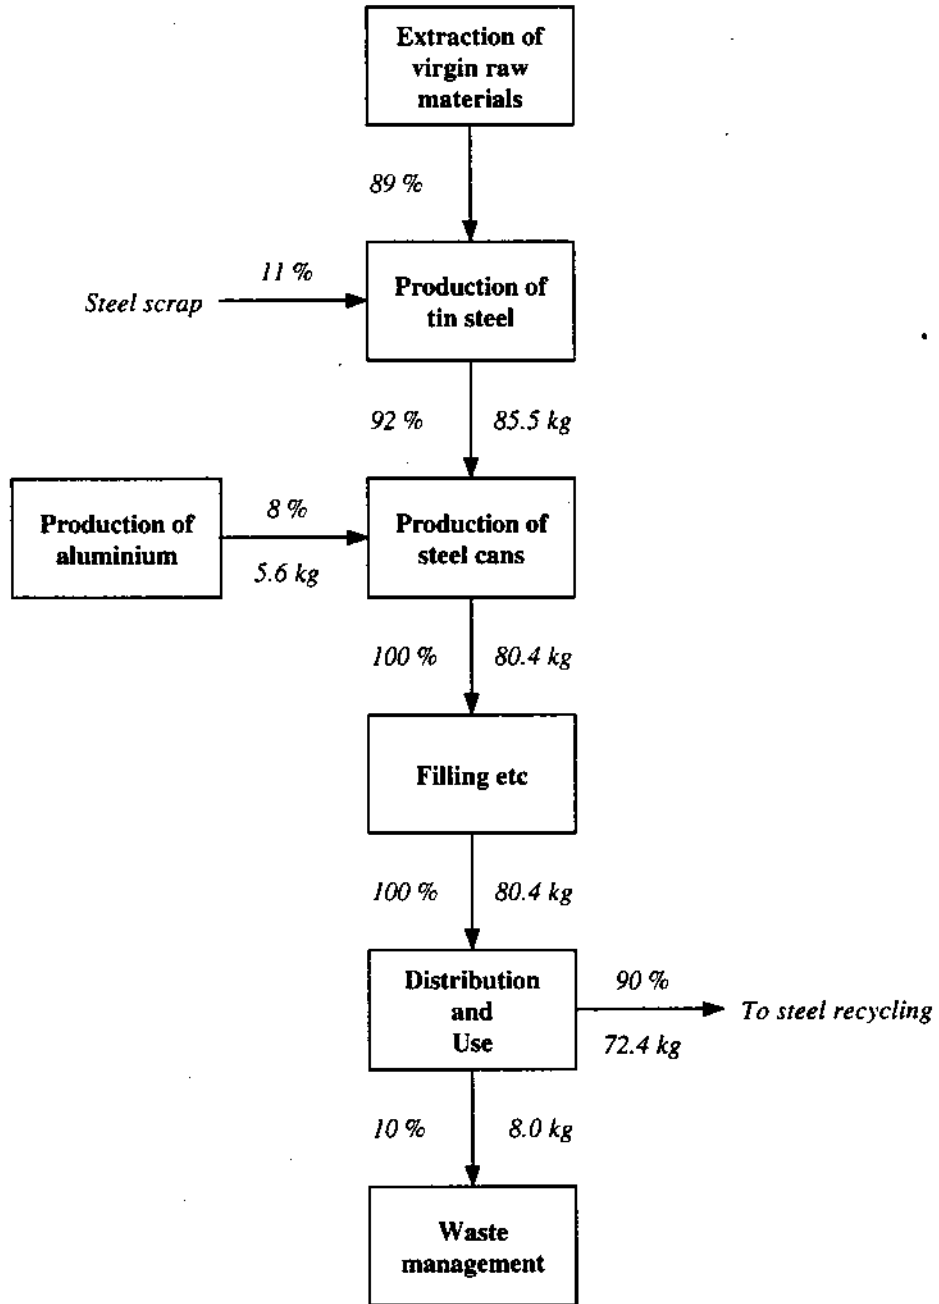 Extraction of
virgin raw
materials
89 %
11 %
Steel scrap
Production of
tin steel
92 %
85.5 kg
Production of
aluminium
8 %
5.6 kg
Production of
steel cans
100 %
80.4 kg
Filling etc
100 %
80.4 kg
Distribution
and
Use
90 %
72.4 kg
To steel recycling
10 %
8.0 kg
Waste
management